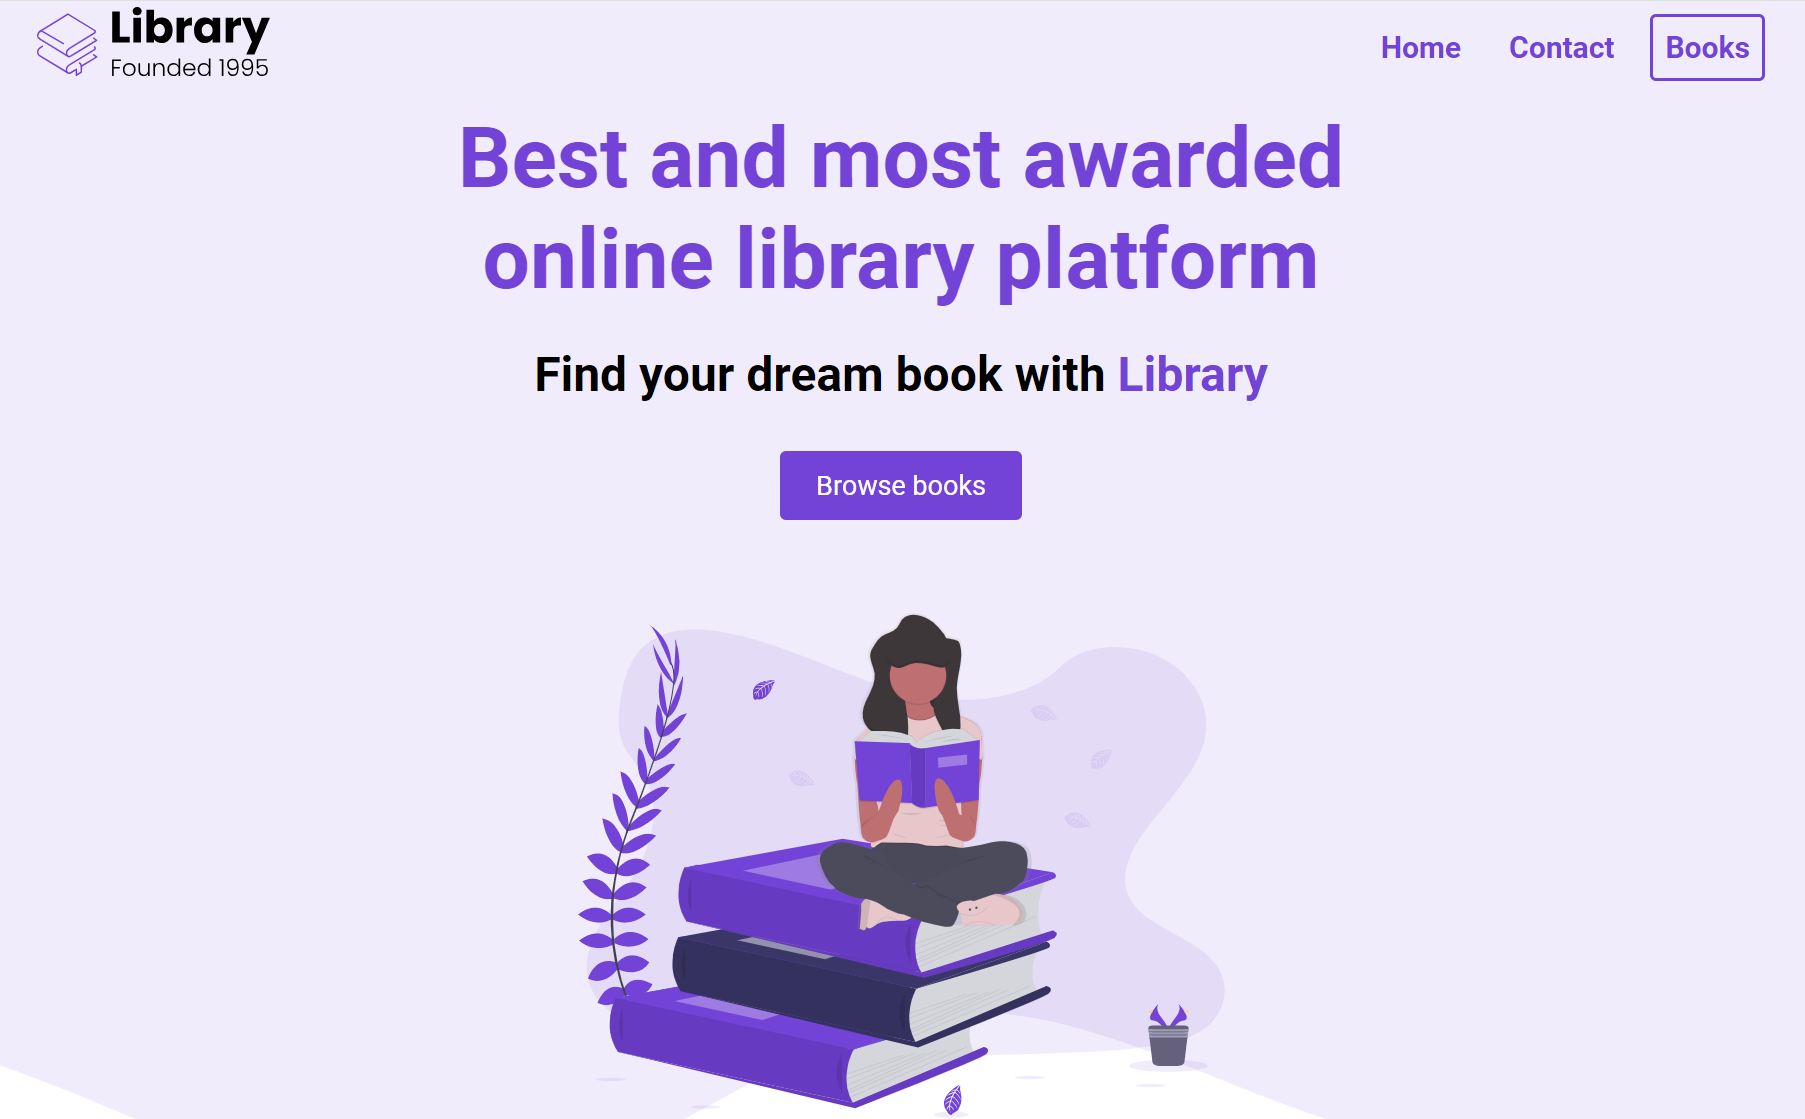 Library
Founded 1995
Home
Contact
Books
Best and most awarded
online library platform
Find your dream book with Library
Browse books